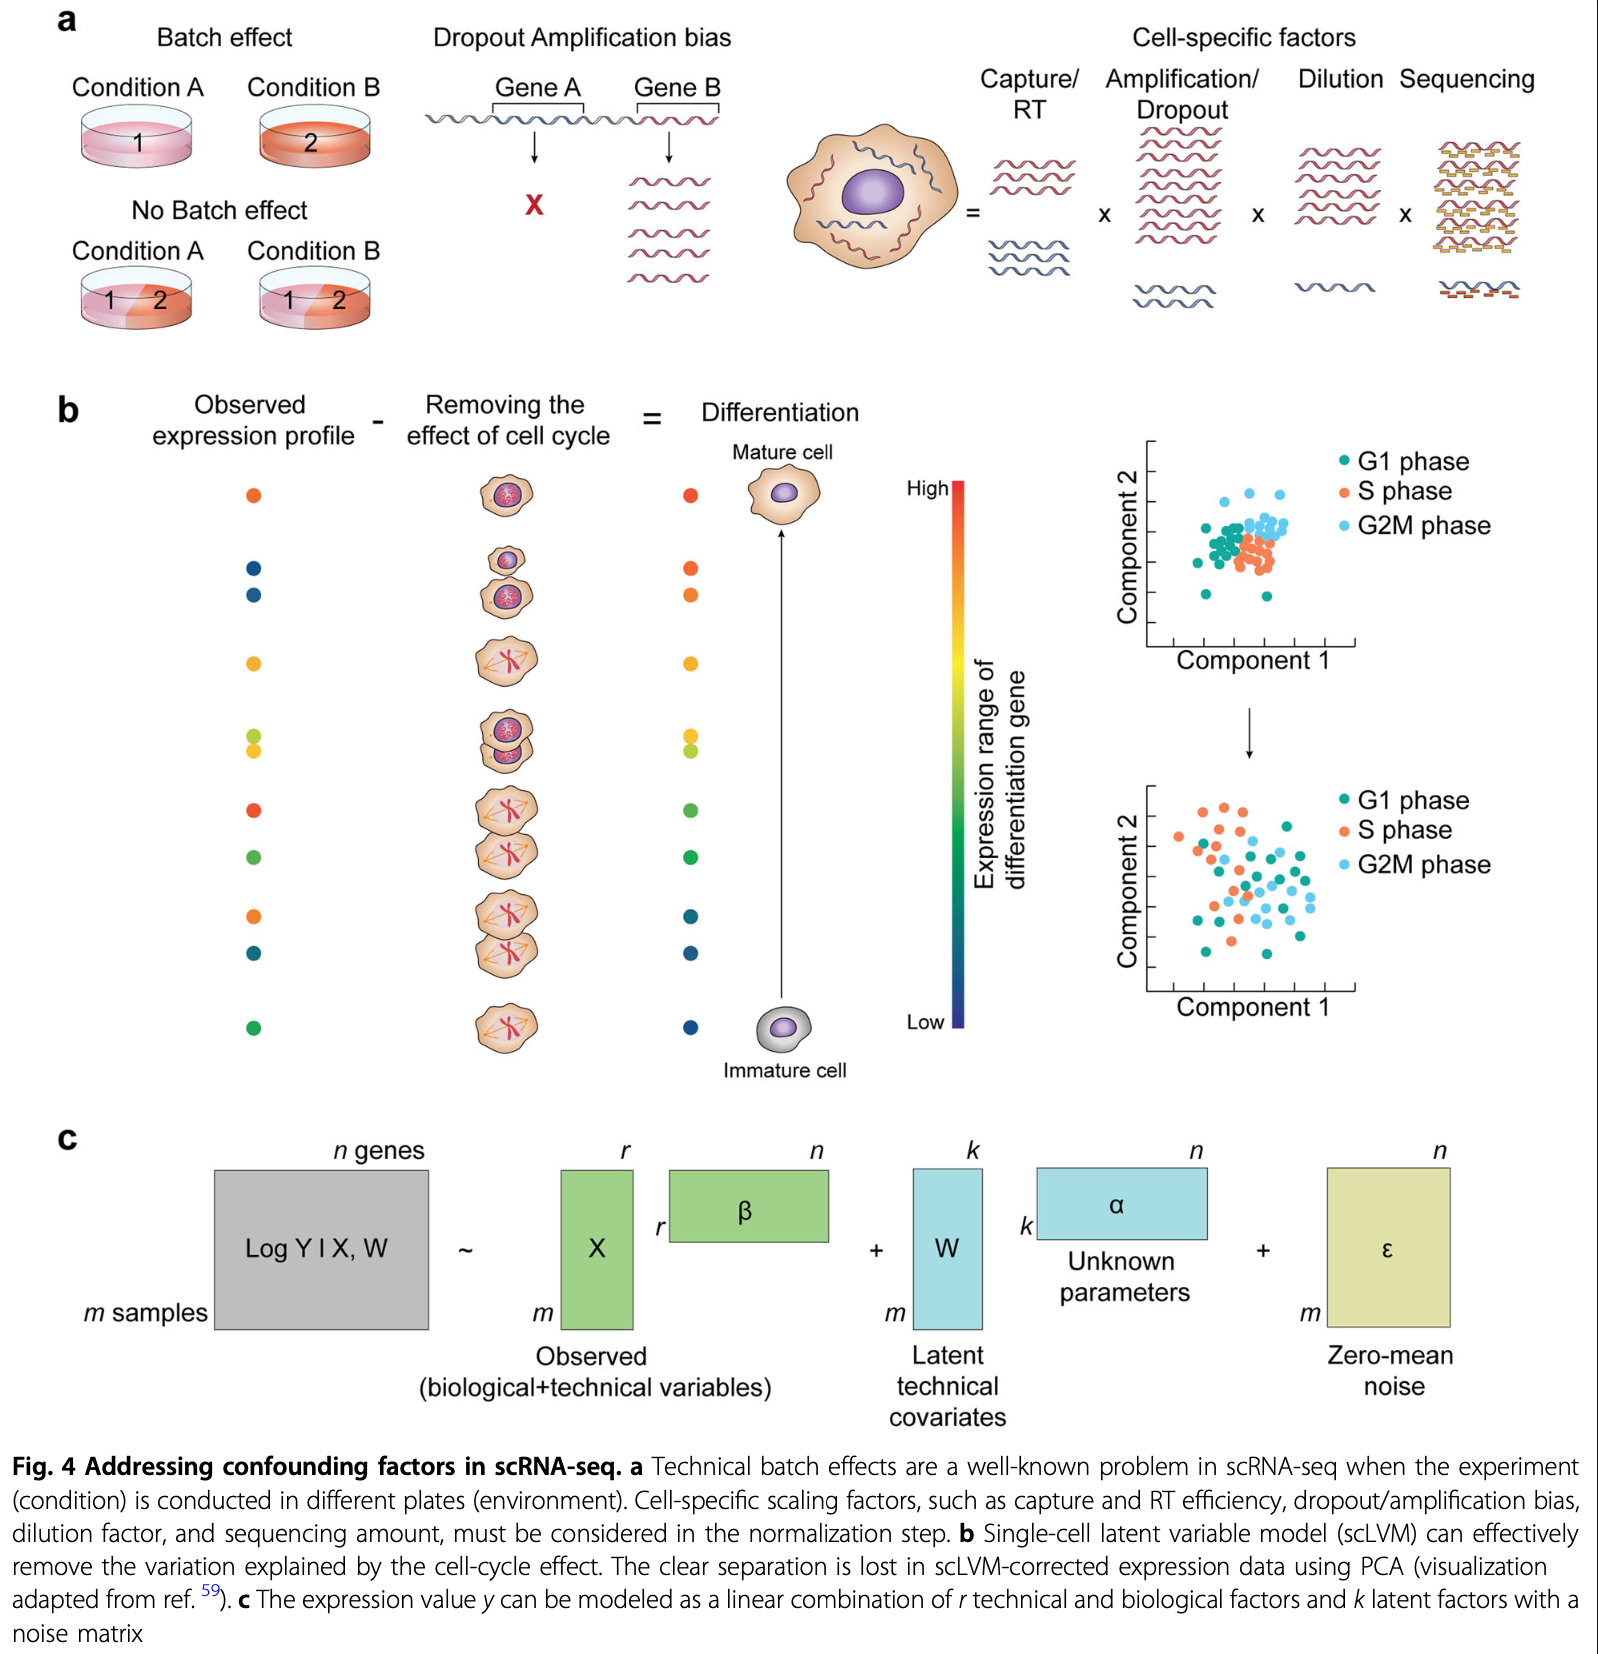 a
Batch effect
Condition A
Condition B
1
2
No Batch effect
Condition A
Condition B
1 2
1 2
Dropout Amplification bias
Gene A
Gene B
X
Cell-specific factors
Capture/
RT
Amplification/
Dropout
Dilution
Sequencing
=
x
x
x
b
Observed
expression profile
-
Removing the
effect of cell cycle
=
Differentiation
Mature cell
Immature cell
High
Low
Expression range of
differentiation gene
Component 2
Component 1
G1 phase
S phase
G2M phase
Component 2
Component 1
G1 phase
S phase
G2M phase
c
n genes
m samples
Log Y I X, W
~
r
X
m
n
r
β
Observed
(biological+technical variables)
+
k
W
m
Latent
technical
covariates
n
k
α
Unknown
parameters
+
n
ε
m
Zero-mean
noise
Fig. 4 Addressing confounding factors in scRNA-seq. a Technical batch effects are a well-known problem in scRNA-seq when the experiment
(condition) is conducted in different plates (environment). Cell-specific scaling factors, such as capture and RT efficiency, dropout/amplification bias,
dilution factor, and sequencing amount, must be considered in the normalization step. b Single-cell latent variable model (scLVM) can effectively
remove the variation explained by the cell-cycle effect. The clear separation is lost in scLVM-corrected expression data using PCA (visualization
adapted from ref. 59). c The expression value y can be modeled as a linear combination of r technical and biological factors and k latent factors with a
noise matrix